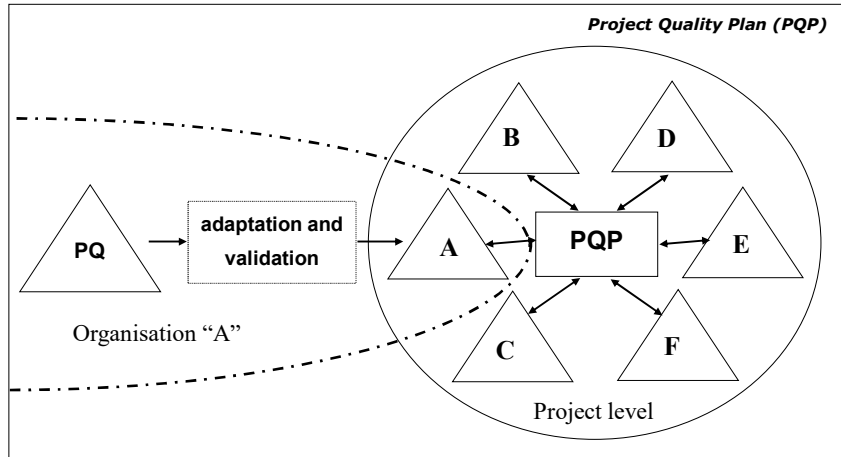 Project Quality Plan (PQP)
B
D
adaptation and
validation
PQ
A
PQP
E
Organisation “A”
C
F
Project level